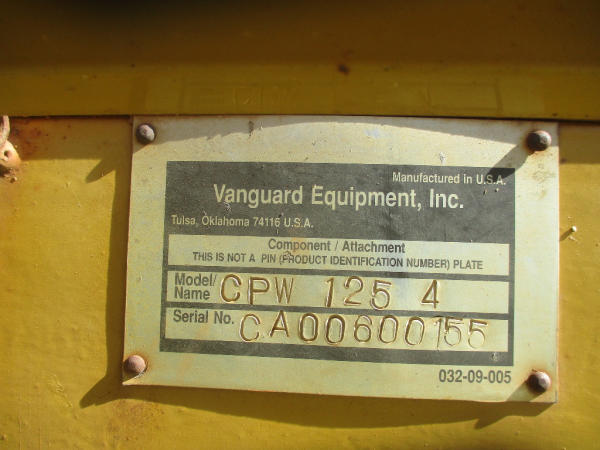 Manufactured in U.S.A.
Vanguard Equipment, Inc.
Tulsa, Oklahoma 74116 U.S.A.
Component / Attachment
THIS IS NOT A PIN (PRODUCT IDENTIFICATION NUMBER) PLATE
Model/ Name CPW 125 4
Serial No. CA00600155
032-09-005